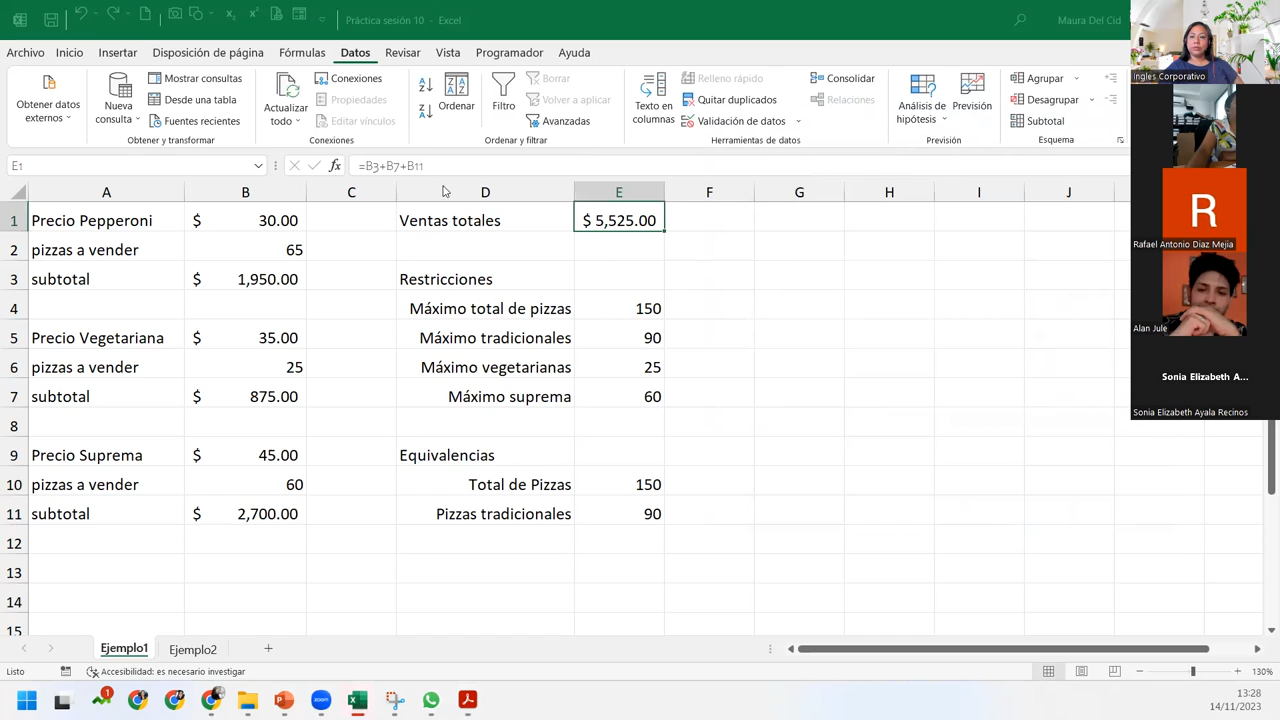 Práctica sesión 10 - Excel
Maura Del Cid
Archivo Inicio Insertar Disposición de página Fórmulas Datos Revisar Vista Programador Ayuda
Obtener datos externos
Nueva consulta
Mostrar consultas
Desde una tabla
Fuentes recientes
Obtener y transformar
Actualizar todo
Conexiones
Propiedades
Editar vínculos
Conexiones
Ordenar
Filtro
Borrar
Volver a aplicar
Avanzadas
Ordenar y filtrar
Texto en columnas
Relleno rápido
Quitar duplicados
Validación de datos
Consolidar
Relaciones
Herramientas de datos
Análisis de hipótesis
Previsión
Previsión
Agrupar
Desagrupar
Subtotal
Esquema
E1 fx =B3+B7+B11
A B C D E F G H I J
1 Precio Pepperoni $ 30.00 Ventas totales $ 5,525.00
2 pizzas a vender 65
3 subtotal $ 1,950.00 Restricciones
4 Máximo total de pizzas 150
5 Precio Vegetariana $ 35.00 Máximo tradicionales 90
6 pizzas a vender 25 Máximo vegetarianas 25
7 subtotal $ 875.00 Máximo suprema 60
8
9 Precio Suprema $ 45.00 Equivalencias
10 pizzas a vender 60 Total de Pizzas 150
11 subtotal $ 2,700.00 Pizzas tradicionales 90
12
13
14
15
Ejemplo1 Ejemplo2
Listo Accesibilidad: es necesario investigar 130%
1
zoom
13:28
14/11/2023
Ingles Corporativo
R
Rafael Antonio Diaz Mejia
Alan Jule
Sonia Elizabeth A...
Sonia Elizabeth Ayala Recinos